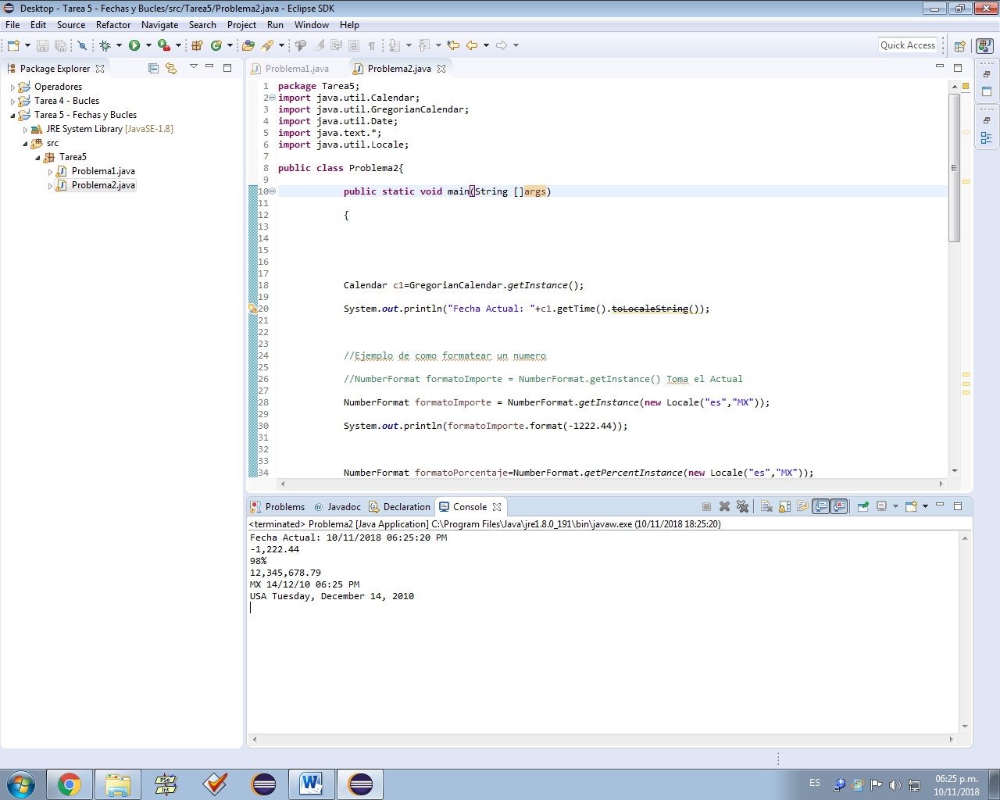 Desktop - Tarea 5 - Fechas y Bucles/src/Tarea5/Problema2.java - Eclipse SDK
File Edit Source Refactor Navigate Search Project Run Window Help
Quick Access
Package Explorer
Operadores
Tarea 4 - Bucles
Tarea 5 - Fechas y Bucles
JRE System Library [JavaSE-1.8]
src
Tarea5
Problema1.java
Problema2.java
Problema1.java Problema2.java
1 package Tarea5;
2 import java.util.Calendar;
3 import java.util.GregorianCalendar;
4 import java.util.Date;
5 import java.text.*;
6 import java.util.Locale;
7
8 public class Problema2{
9
10 public static void main(String []args)
11
12 {
13
14
15
16
17
18 Calendar c1=GregorianCalendar.getInstance();
19
20 System.out.println("Fecha Actual: "+c1.getTime().toLocaleString());
21
22
23
24 //Ejemplo de como formatear un numero
25
26 //NumberFormat formatoImporte = NumberFormat.getInstance() Toma el Actual
27
28 NumberFormat formatoImporte = NumberFormat.getInstance(new Locale("es","MX"));
29
30 System.out.println(formatoImporte.format(-1222.44));
31
32
33
34 NumberFormat formatoPorcentaje=NumberFormat.getPercentInstance(new Locale("es","MX"));
Problems @ Javadoc Declaration Console
<terminated> Problema2 [Java Application] C:\Program Files\Java\jre1.8.0_191\bin\javaw.exe (10/11/2018 18:25:20)
Fecha Actual: 10/11/2018 06:25:20 PM
-1,222.44
98%
12,345,678.79
MX 14/12/10 06:25 PM
USA Tuesday, December 14, 2010
PSe
Int
W
ES
06:25 p.m.
10/11/2018